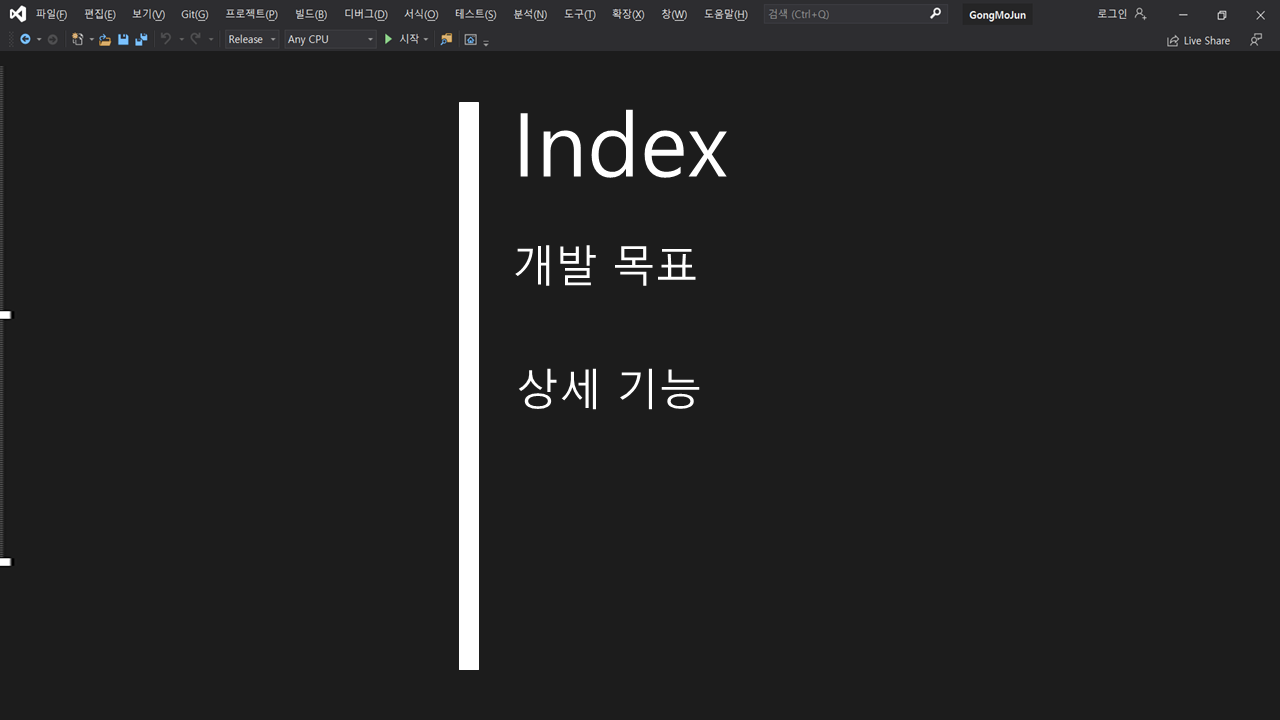 파일(F) 편집(E) 보기(V) Git(G) 프로젝트(P) 빌드(B) 디버그(D) 서식(O) 테스트(S) 분석(N) 도구(T) 확장(X) 창(W) 도움말(H) 검색 (Ctrl+Q) GongMoJun 로그인
Release Any CPU 시작 Live Share
Index
개발 목표
상세 기능